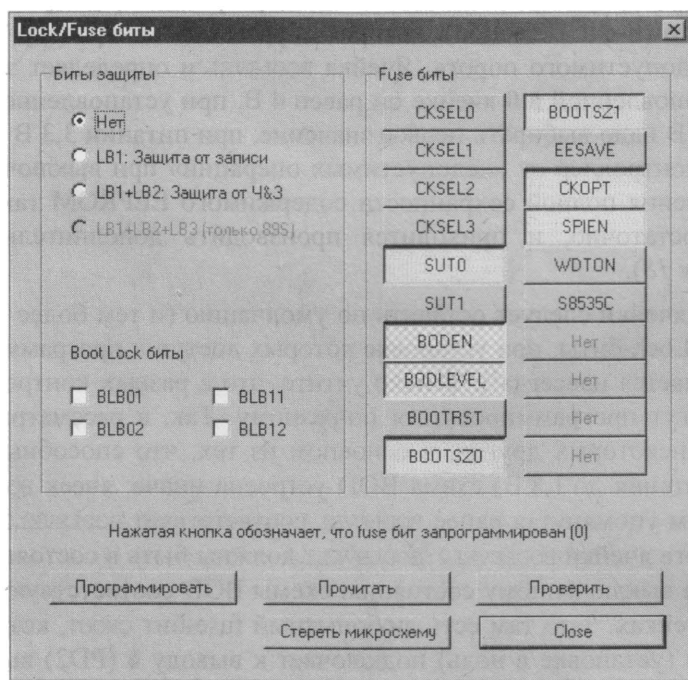 Lock/Fuse биты
Биты защиты
Нет
LB1: Защита от записи
LB1+LB2: Защита от Ч&З
LB1+LB2+LB3 (только 89S)
Boot Lock биты
BLB01
BLB11
BLB02
BLB12
Fuse биты
CKSEL0
BOOTSZ1
CKSEL1
EESAVE
CKSEL2
CKOPT
CKSEL3
SPIEN
SUT0
WDTON
SUT1
S8535C
BODEN
Нет
BODLEVEL
Нет
BOOTRST
Нет
BOOTSZ0
Нет
Нажатая кнопка обозначает, что fuse бит запрограммирован (0)
Программировать
Прочитать
Проверить
Стереть микросхему
Close